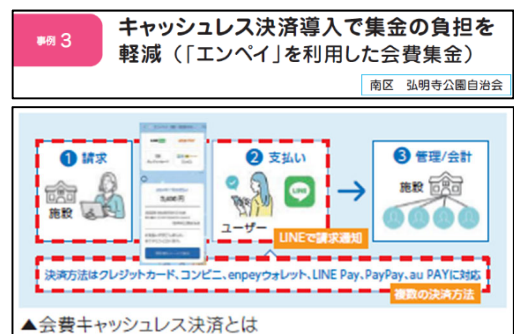 事例 3
キャッシュレス決済導入で集金の負担を
軽減（「エンペイ」を利用した会費集金）
南区 弘明寺公園自治会
1 請求
施設
2 支払い
LINE
ユーザー
LINEで請求通知
3 管理/会計
施設
決済方法はクレジットカード、コンビニ、enpeyウォレット、LINE Pay、PayPay、au PAYに対応
複数の決済方法
▲会費キャッシュレス決済とは